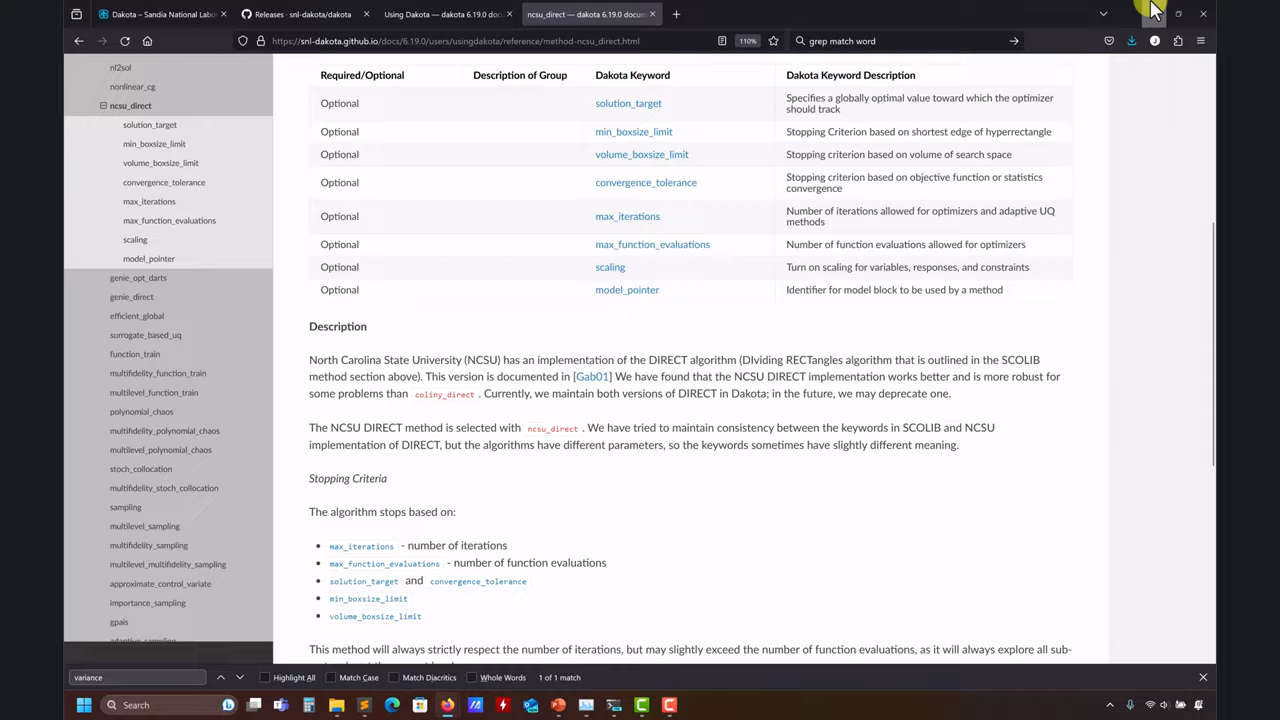 Dakota – Sandia National Labo
Releases · snl-dakota/dakota
Using Dakota — dakota 6.19.0 docum
ncsu_direct — dakota 6.19.0 docum
https://snl-dakota.github.io/docs/6.19.0/users/usingdakota/reference/method-ncsu_direct.html
110%
grep match word
nl2sol
nonlinear_cg
ncsu_direct
solution_target
min_boxsize_limit
volume_boxsize_limit
convergence_tolerance
max_iterations
max_function_evaluations
scaling
model_pointer
genie_opt_darts
genie_direct
efficient_global
surrogate_based_uq
function_train
multifidelity_function_train
multilevel_function_train
polynomial_chaos
multifidelity_polynomial_chaos
multilevel_polynomial_chaos
stoch_collocation
multifidelity_stoch_collocation
sampling
multilevel_sampling
multifidelity_sampling
multilevel_multifidelity_sampling
approximate_control_variate
importance_sampling
gpais
adaptive_sampling
Required/Optional Description of Group Dakota Keyword Dakota Keyword Description
Optional solution_target Specifies a globally optimal value toward which the optimizer
should track
Optional min_boxsize_limit Stopping Criterion based on shortest edge of hyperrectangle
Optional volume_boxsize_limit Stopping criterion based on volume of search space
Optional convergence_tolerance Stopping criterion based on objective function or statistics
convergence
Optional max_iterations Number of iterations allowed for optimizers and adaptive UQ
methods
Optional max_function_evaluations Number of function evaluations allowed for optimizers
Optional scaling Turn on scaling for variables, responses, and constraints
Optional model_pointer Identifier for model block to be used by a method
Description
North Carolina State University (NCSU) has an implementation of the DIRECT algorithm (DIviding RECTangles algorithm that is outlined in the SCOLIB
method section above). This version is documented in [Gab01] We have found that the NCSU DIRECT implementation works better and is more robust for
some problems than coliny_direct . Currently, we maintain both versions of DIRECT in Dakota; in the future, we may deprecate one.
The NCSU DIRECT method is selected with ncsu_direct . We have tried to maintain consistency between the keywords in SCOLIB and NCSU
implementation of DIRECT, but the algorithms have different parameters, so the keywords sometimes have slightly different meaning.
Stopping Criteria
The algorithm stops based on:
• max_iterations - number of iterations
• max_function_evaluations - number of function evaluations
• solution_target and convergence_tolerance
• min_boxsize_limit
• volume_boxsize_limit
This method will always strictly respect the number of iterations, but may slightly exceed the number of function evaluations, as it will always explore all sub-
variance
Highlight All
Match Case
Match Diacritics
Whole Words
1 of 1 match
Search